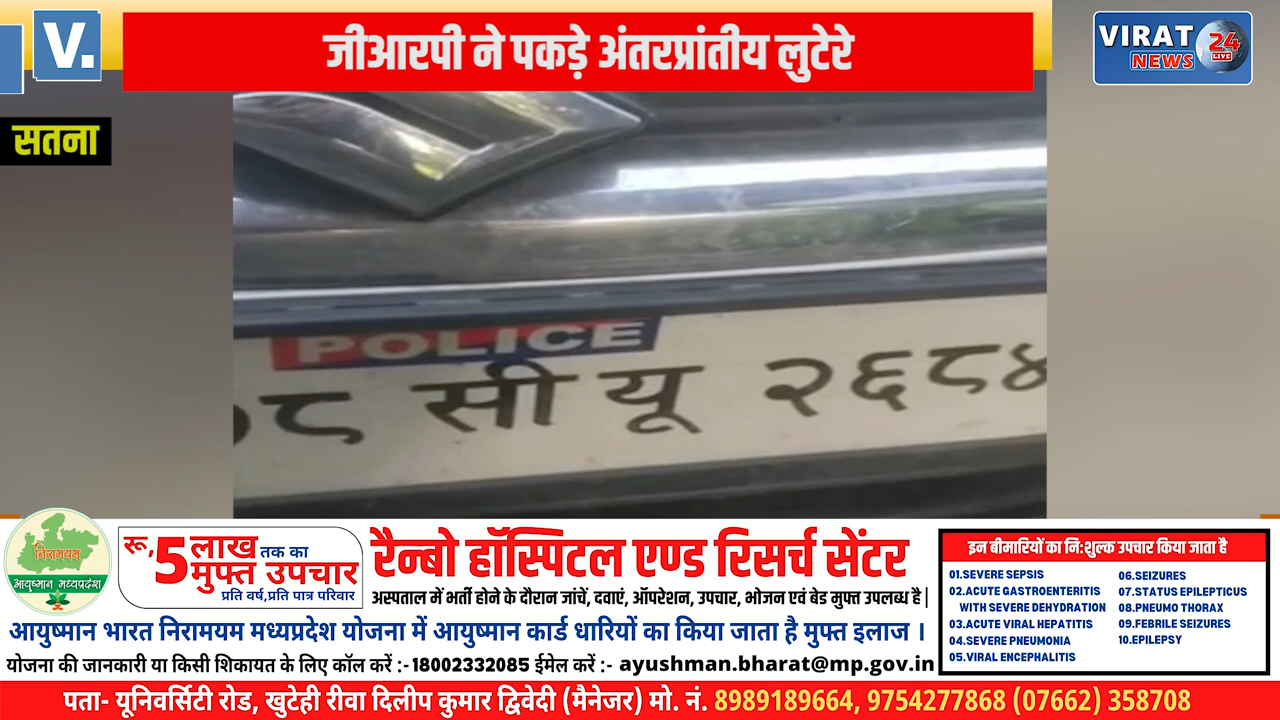 V.
जीआरपी ने पकड़े अंतरप्रांतीय लुटेरे
VIRAT
24
NEWS
LIVE
सतना
POLICE
८ सी यू २६८४
निरामयम्
आयुष्मान मध्यप्रदेश
रू,5 लाख तक का
मुफ्त उपचार
प्रति वर्ष,प्रति पात्र परिवार
रैन्बो हॉस्पिटल एण्ड रिसर्च सेंटर
अस्पताल में भर्ती होने के दौरान जांचें, दवाएं, ऑपरेशन, उपचार, भोजन एवं बेड मुफ्त उपलब्ध है |
आयुष्मान भारत निरामयम मध्यप्रदेश योजना में आयुष्मान कार्ड धारियों का किया जाता है मुफ्त इलाज ।
योजना की जानकारी या किसी शिकायत के लिए कॉल करें :- 18002332085 ईमेल करें :- ayushman.bharat@mp.gov.in
इन बीमारियों का नि:शुल्क उपचार किया जाता है
01.SEVERE SEPSIS
02.ACUTE GASTROENTERITIS
WITH SEVERE DEHYDRATION
03.ACUTE VIRAL HEPATITIS
04.SEVERE PNEUMONIA
05.VIRAL ENCEPHALITIS
06.SEIZURES
07.STATUS EPILEPTICUS
08.PNEUMO THORAX
09.FEBRILE SEIZURES
10.EPILEPSY
पता- यूनिवर्सिटी रोड, खुटेही रीवा दिलीप कुमार द्विवेदी (मैनेजर) मो. नं. 8989189664, 9754277868 (07662) 358708